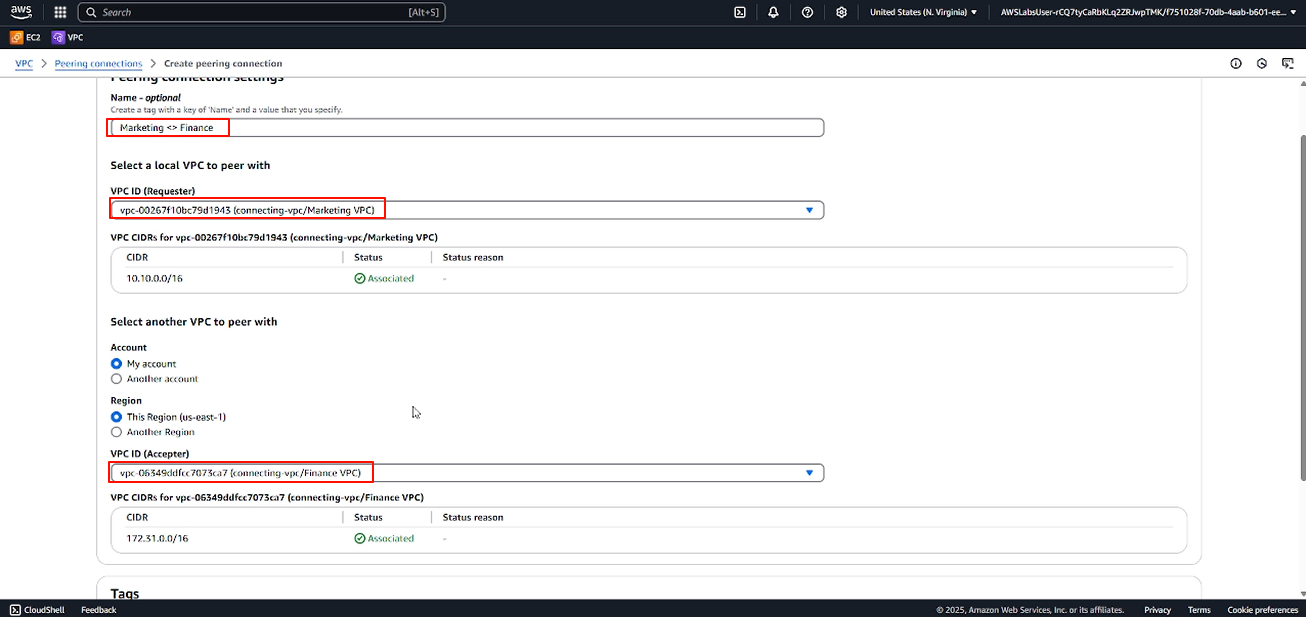 aws Search [Alt+S] United States (N. Virginia) AWSLabsUser-rCQ7tyCaRbKLq2ZRJwpTMK/f751028f-70db-4aab-b601-ee...
EC2 VPC
VPC > Peering connections > Create peering connection
Peering connection settings
Name - optional
Create a tag with a key of 'Name' and a value that you specify.
Marketing <> Finance
Select a local VPC to peer with
VPC ID (Requester)
vpc-00267f10bc79d1943 (connecting-vpc/Marketing VPC)
VPC CIDRs for vpc-00267f10bc79d1943 (connecting-vpc/Marketing VPC)
CIDR Status Status reason
10.10.0.0/16 Associated -
Select another VPC to peer with
Account
My account
Another account
Region
This Region (us-east-1)
Another Region
VPC ID (Accepter)
vpc-06349ddfcc7073ca7 (connecting-vpc/Finance VPC)
VPC CIDRs for vpc-06349ddfcc7073ca7 (connecting-vpc/Finance VPC)
CIDR Status Status reason
172.31.0.0/16 Associated -
Tags
CloudShell Feedback © 2025, Amazon Web Services, Inc. or its affiliates. Privacy Terms Cookie preferences